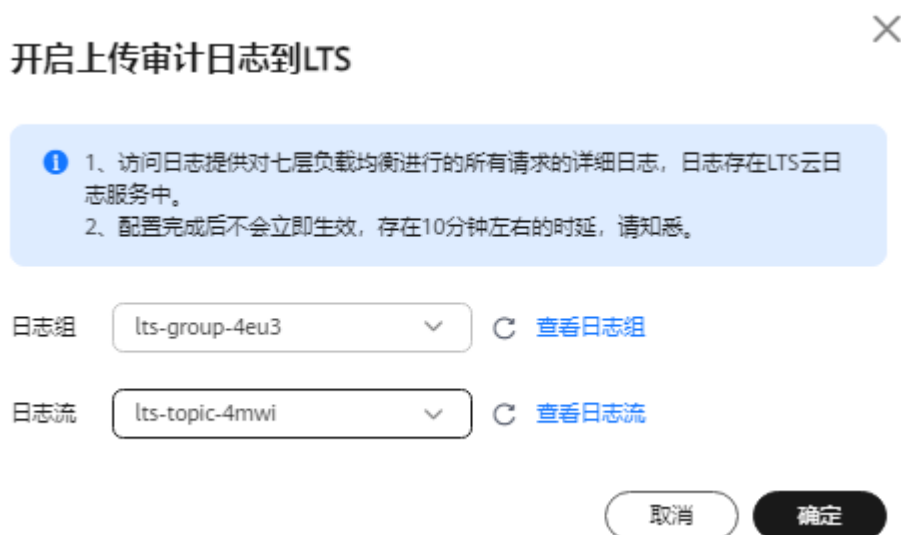 开启上传审计日志到LTS
1、访问日志提供对七层负载均衡进行的所有请求的详细日志，日志存在LTS云日
志服务中。
2、配置完成后不会立即生效，存在10分钟左右的时延，请知悉。
日志组 lts-group-4eu3 查看日志组
日志流 lts-topic-4mwi 查看日志流
取消 确定